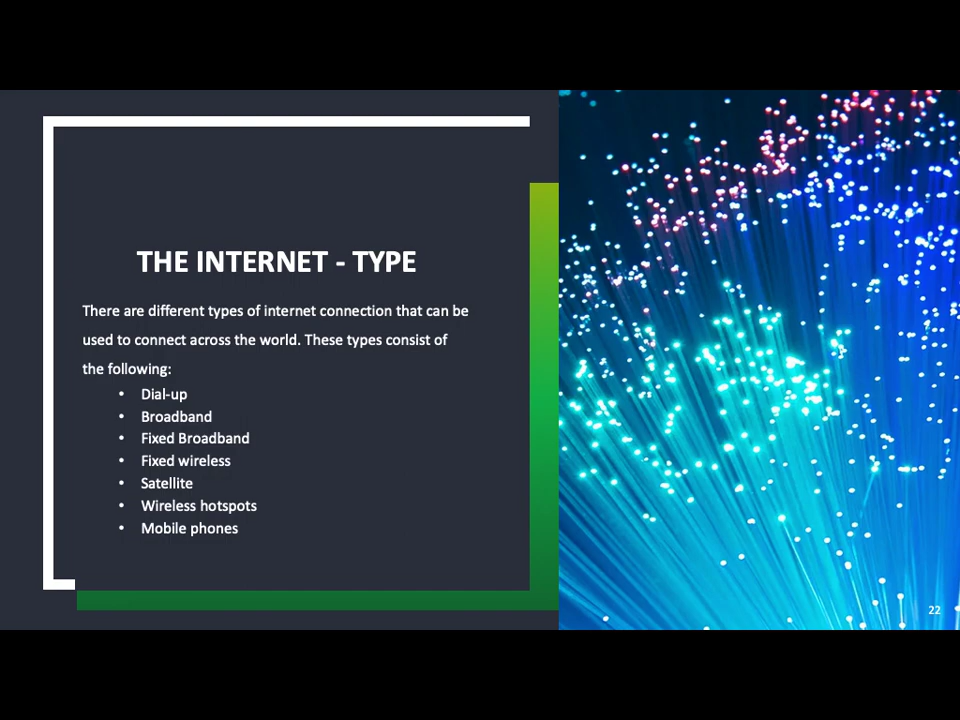 THE INTERNET - TYPE
There are different types of internet connection that can be
used to connect across the world. These types consist of
the following:
• Dial-up
• Broadband
• Fixed Broadband
• Fixed wireless
• Satellite
• Wireless hotspots
• Mobile phones
22